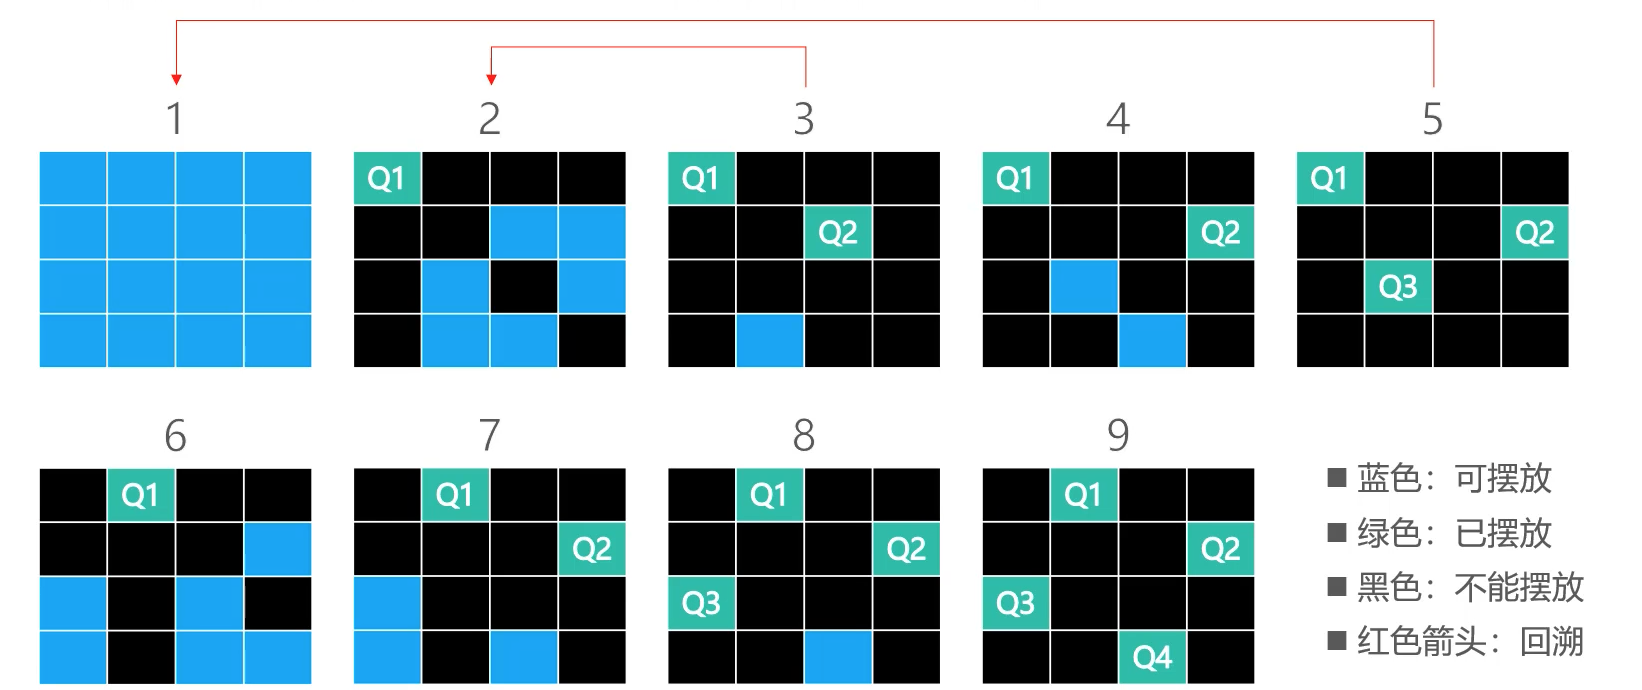 1 2 3 4 5
Q1 Q1 Q1 Q1
Q2 Q2 Q2
Q3
6 7 8 9
Q1 Q1 Q1 Q1
Q2 Q2 Q2
Q3 Q3
Q4
蓝色：可摆放
绿色：已摆放
黑色：不能摆放
红色箭头：回溯